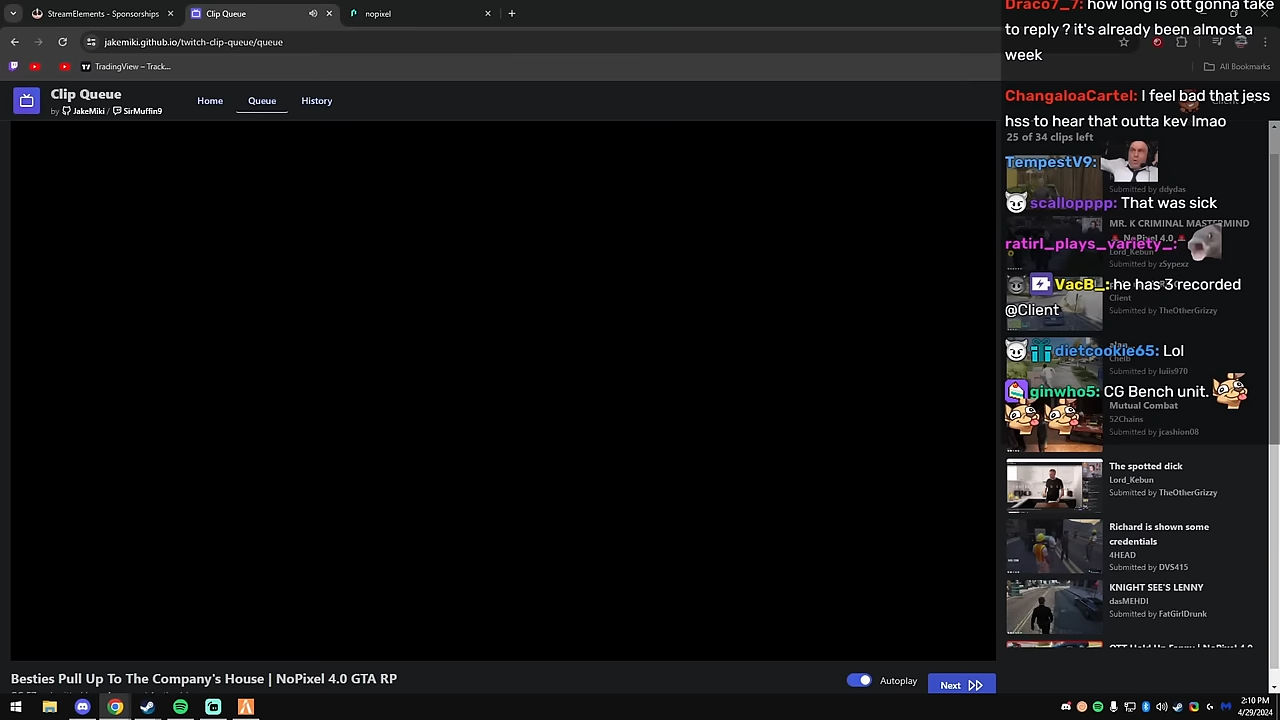 StreamElements - Sponsorships
Clip Queue
nopixel
jakemiki.github.io/twitch-clip-queue/queue
TradingView – Track...
All Bookmarks
Clip Queue
by JakeMiki / SirMuffin9
Home
Queue
History
Draco7_7: how long is ott gonna take
to reply ? it's already been almost a
week
ChangaloaCartel: I feel bad that jess
hss to hear that outta kev lmao
25 of 34 clips left
TempestV9:
Submitted by ddydas
scallopppp: That was sick
MR. K CRIMINAL MASTERMIND
NoPixel 4.0
ratirl_plays_variety_:
Lord_Kebun
Submitted by zSypexz
VacB_: he has 3 recorded
@Client
Client
Submitted by TheOtherGrizzy
dietcookie65: Lol
Submitted by luiis970
ginwho5: CG Bench unit.
Mutual Combat
52Chains
Submitted by jcashion08
The spotted dick
Lord_Kebun
Submitted by TheOtherGrizzy
Richard is shown some
credentials
4HEAD
Submitted by DVS415
KNIGHT SEE'S LENNY
dasMEHDI
Submitted by FatGirlDrunk
Besties Pull Up To The Company's House | NoPixel 4.0 GTA RP
Autoplay
Next
2:10 PM
4/29/2024